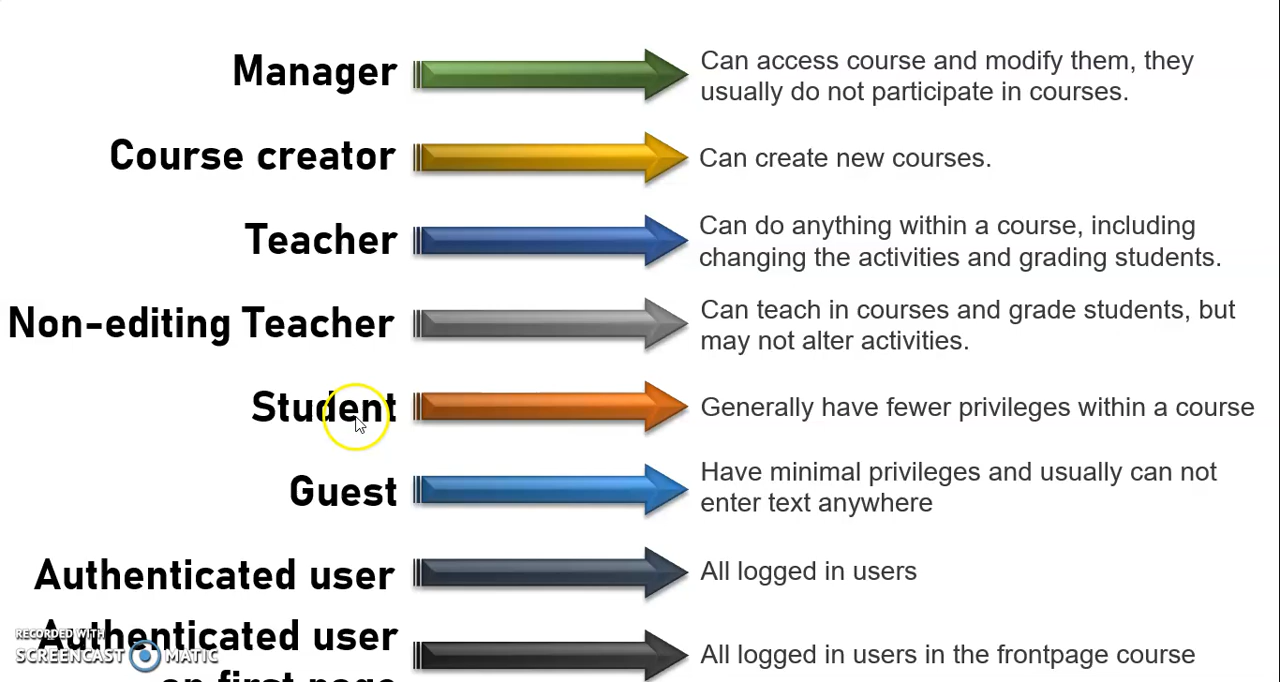 Manager
Can access course and modify them, they
usually do not participate in courses.
Course creator
Can create new courses.
Teacher
Can do anything within a course, including
changing the activities and grading students.
Non-editing Teacher
Can teach in courses and grade students, but
may not alter activities.
Student
Generally have fewer privileges within a course
Guest
Have minimal privileges and usually can not
enter text anywhere
Authenticated user
All logged in users
Authenticated user
on first page
All logged in users in the frontpage course
RECORDED WITH
SCREENCAST MATIC